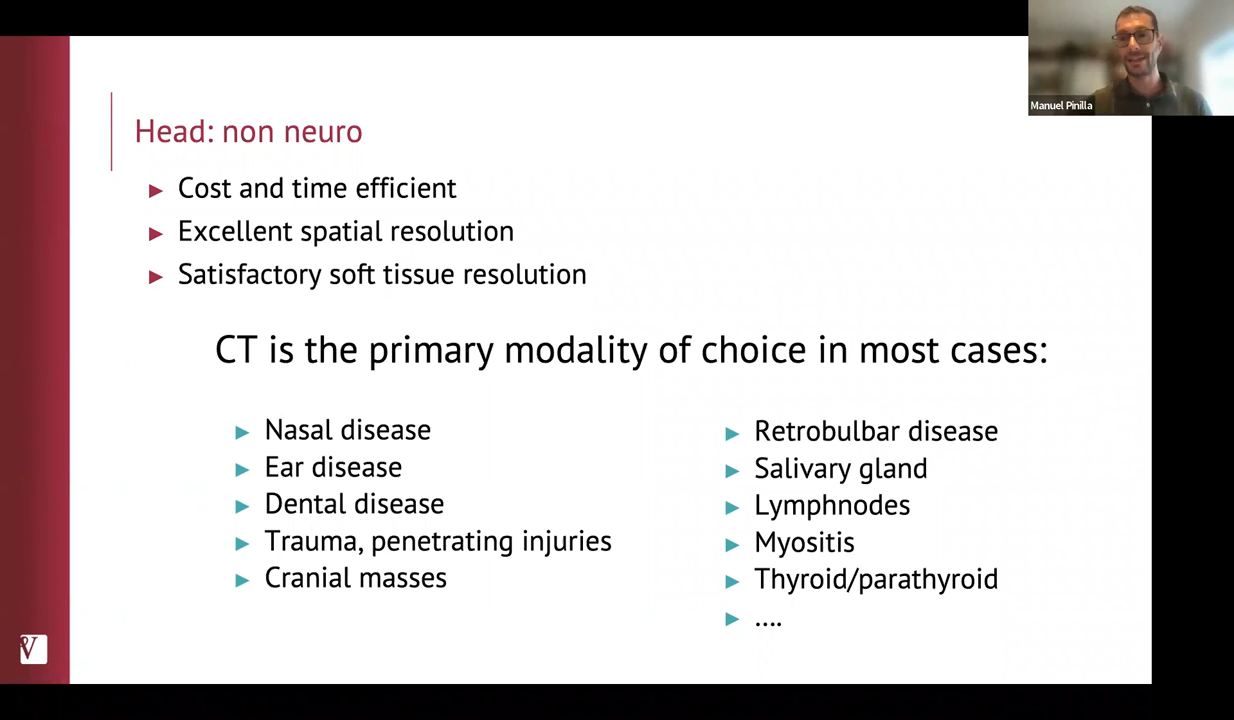 Manuel Pinilla
Head: non neuro
Cost and time efficient
Excellent spatial resolution
Satisfactory soft tissue resolution
CT is the primary modality of choice in most cases:
Nasal disease
Ear disease
Dental disease
Trauma, penetrating injuries
Cranial masses
Retrobulbar disease
Salivary gland
Lymphnodes
Myositis
Thyroid/parathyroid
....
V